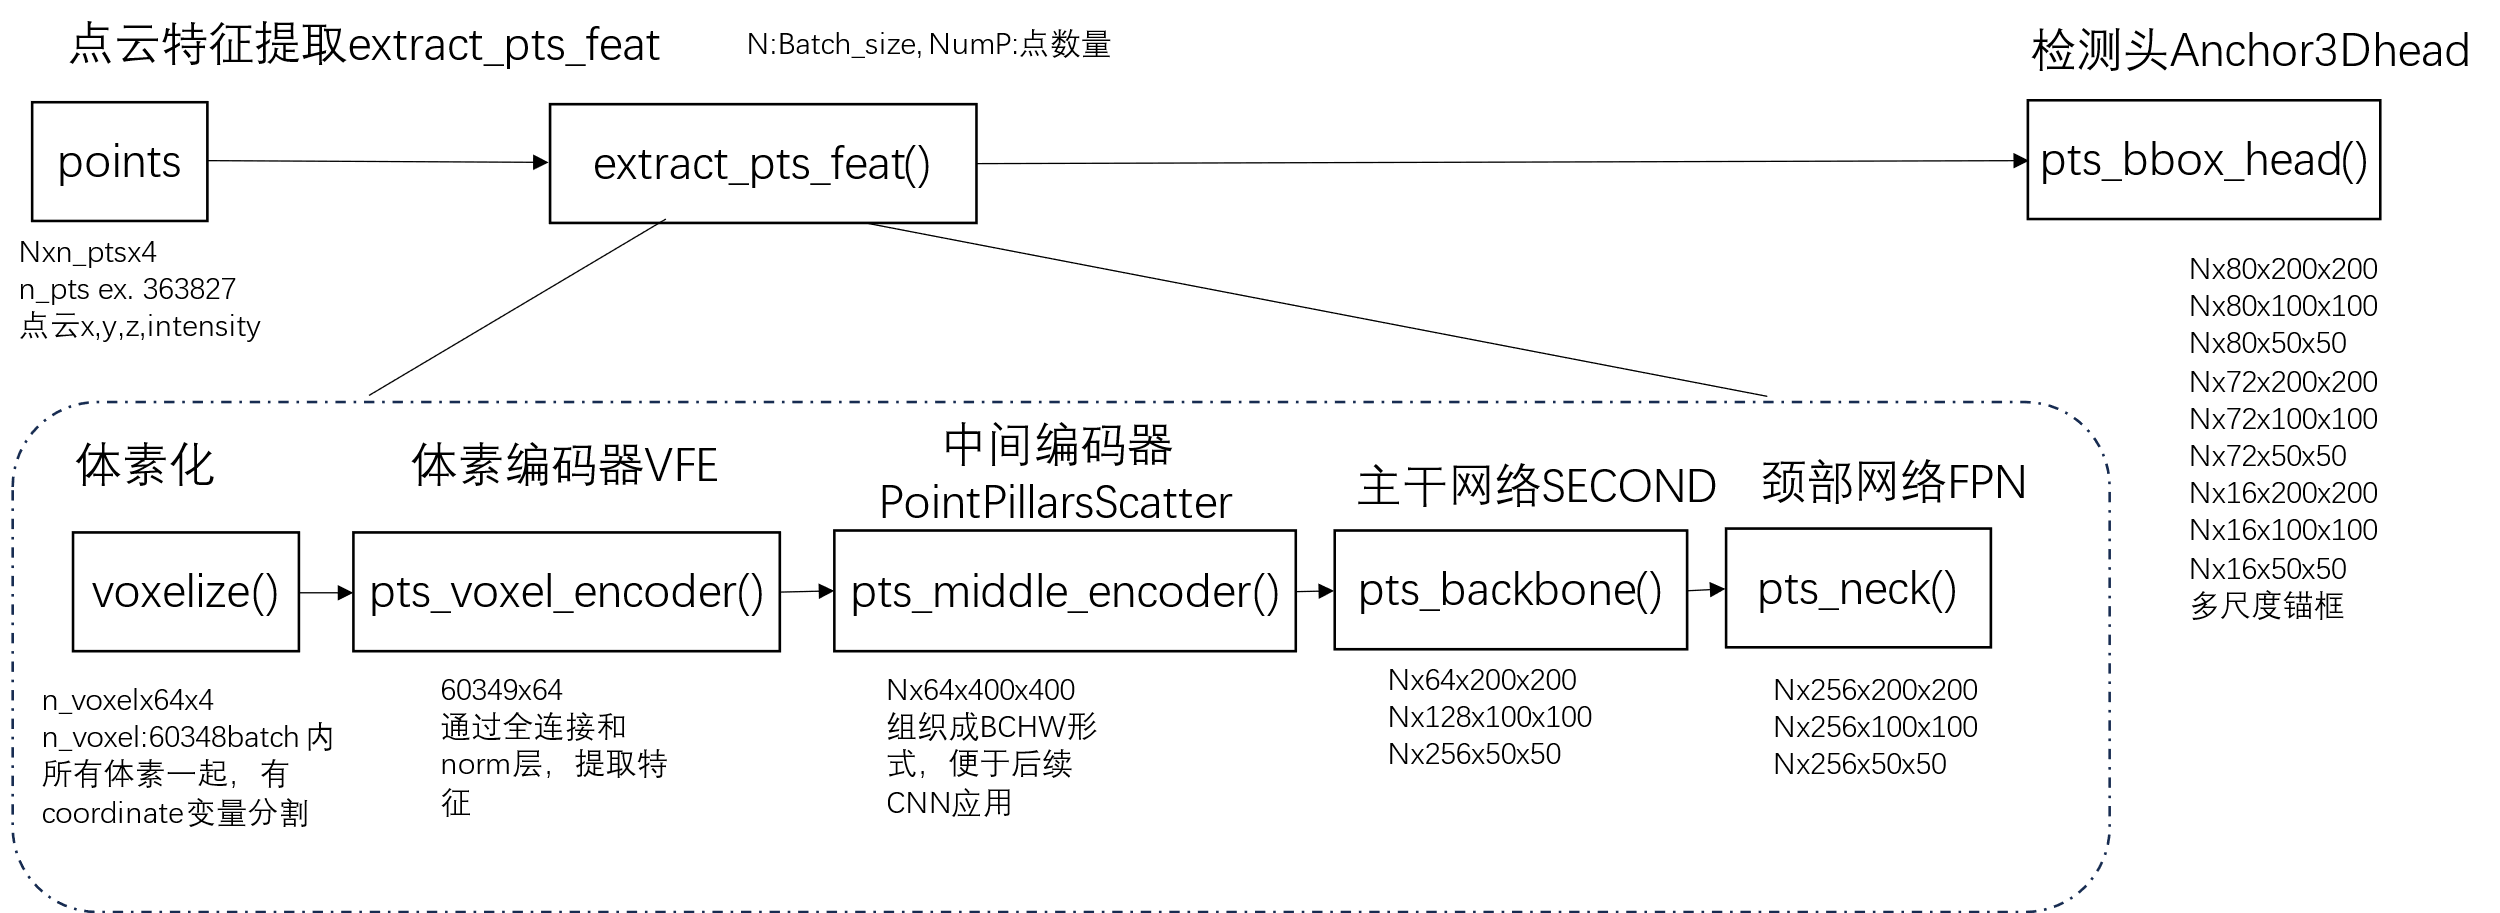 点云特征提取extract_pts_feat
N:Batch_size, NumP:点数量
检测头Anchor3Dhead
points
extract_pts_feat()
pts_bbox_head()
Nxn_ptsx4
n_pts ex. 363827
点云x,y,z,intensity
Nx80x200x200
Nx80x100x100
Nx80x50x50
Nx72x200x200
Nx72x100x100
Nx72x50x50
Nx16x200x200
Nx16x100x100
Nx16x50x50
多尺度锚框
体素化
体素编码器VFE
中间编码器
PointPillarsScatter
主干网络SECOND
颈部网络FPN
voxelize()
pts_voxel_encoder()
pts_middle_encoder()
pts_backbone()
pts_neck()
n_voxelx64x4
n_voxel:60348batch 内
所有体素一起，有
coordinate变量分割
60349x64
通过全连接和
norm层，提取特
征
Nx64x400x400
组织成BCHW形
式，便于后续
CNN应用
Nx64x200x200
Nx128x100x100
Nx256x50x50
Nx256x200x200
Nx256x100x100
Nx256x50x50